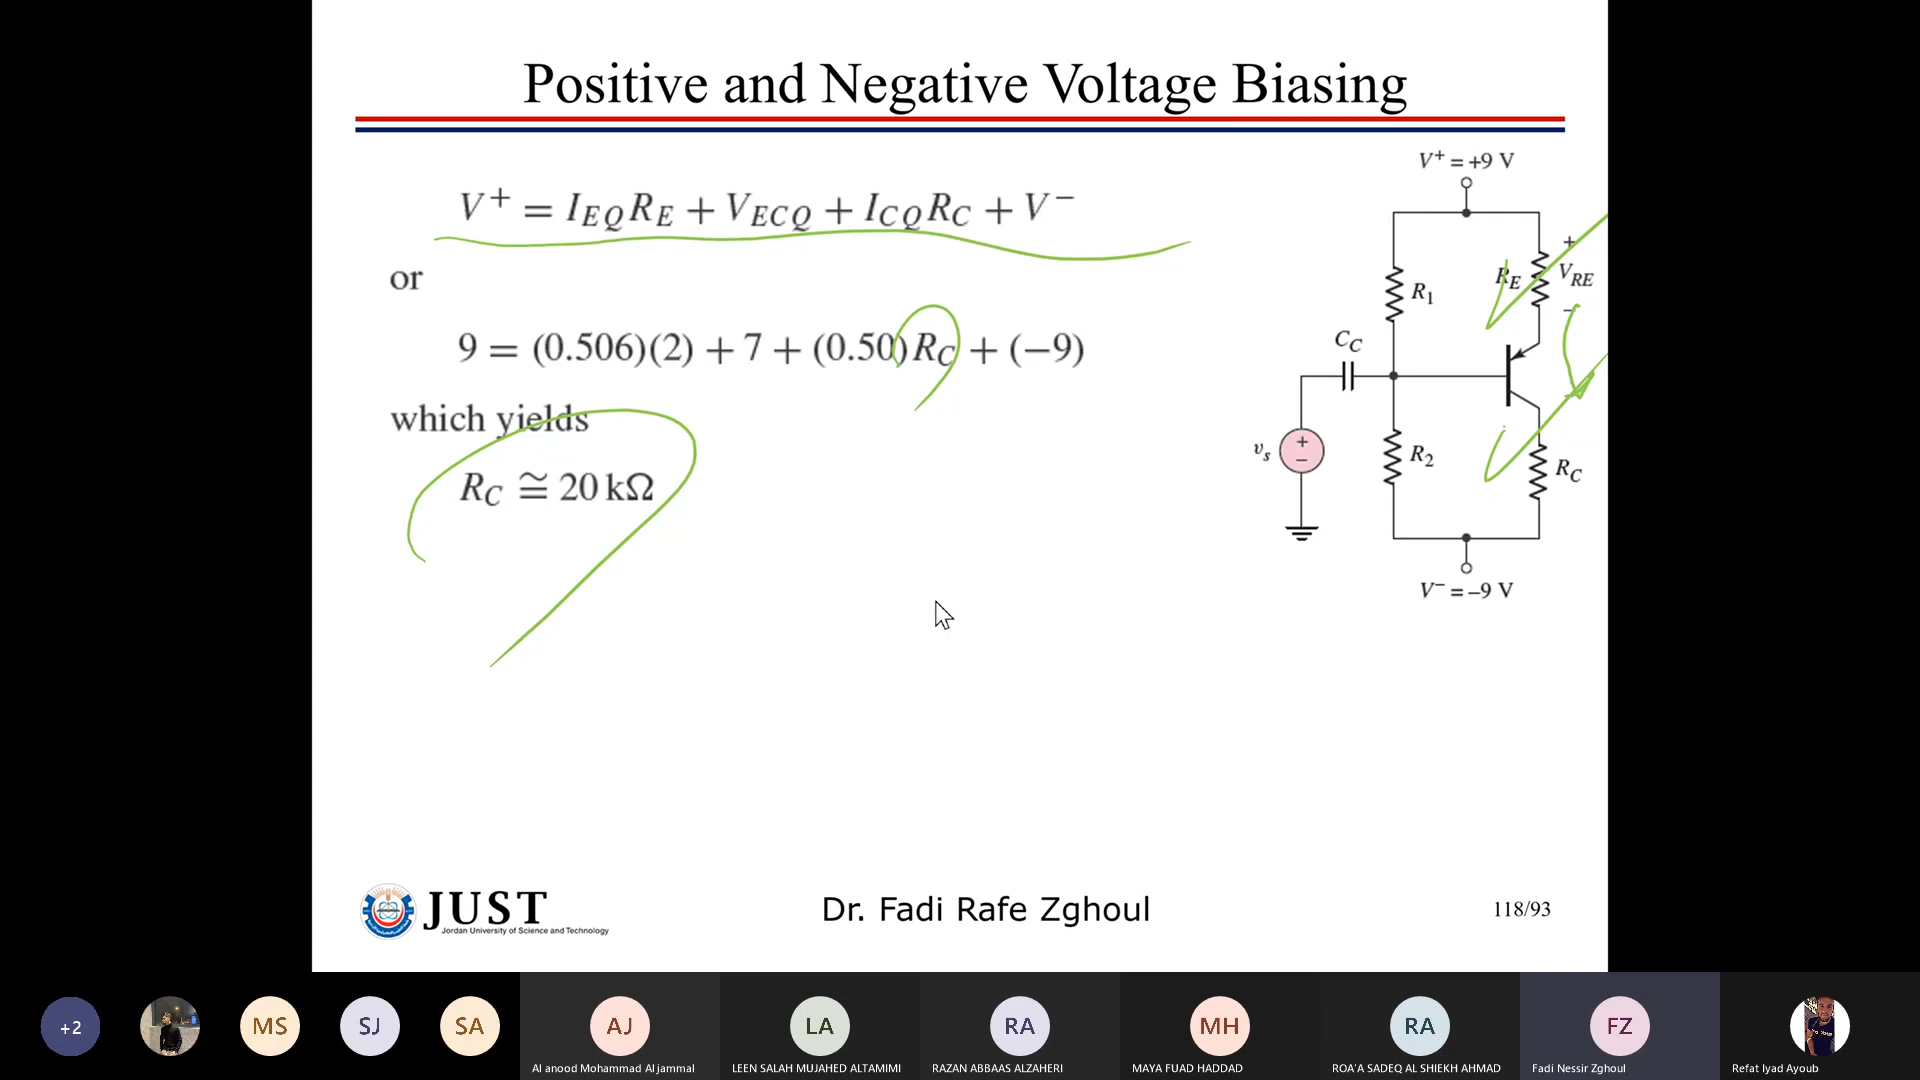 Positive and Negative Voltage Biasing
V⁺ = I_EQ R_E + V_ECQ + I_CQ R_C + V⁻
or
9 = (0.506)(2) + 7 + (0.50) R_C + (−9)
which yields
R_C ≅ 20 kΩ
V⁺ = +9 V
+
R_E
V_RE
−
R₁
C_C
v_s
+
−
R₂
R_C
V⁻ = −9 V
JUST
Jordan University of Science and Technology
Dr. Fadi Rafe Zghoul
118/93
+2
MS
SJ
SA
AJ
LA
RA
MH
RA
FZ
Al anood Mohammad Al jammal
LEEN SALAH MUJAHED ALTAMIMI
RAZAN ABBAAS ALZAHERI
MAYA FUAD HADDAD
ROA'A SADEQ AL SHIEKH AHMAD
Fadi Nessir Zghoul
Refat Iyad Ayoub